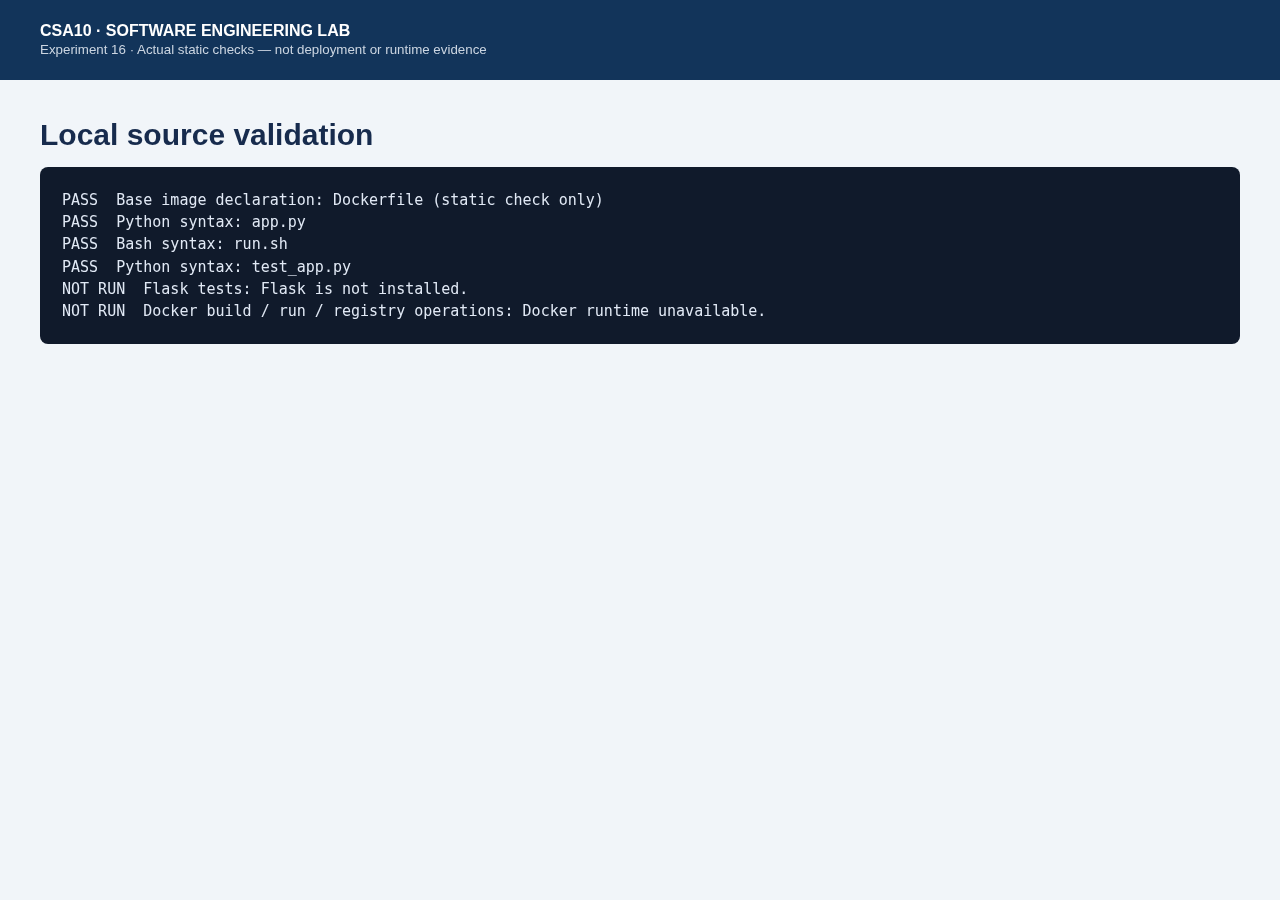 CSA10 · SOFTWARE ENGINEERING LAB
Experiment 16 · Actual static checks — not deployment or runtime evidence
Local source validation
PASS  Base image declaration: Dockerfile (static check only)
PASS  Python syntax: app.py
PASS  Bash syntax: run.sh
PASS  Python syntax: test_app.py
NOT RUN  Flask tests: Flask is not installed.
NOT RUN  Docker build / run / registry operations: Docker runtime unavailable.